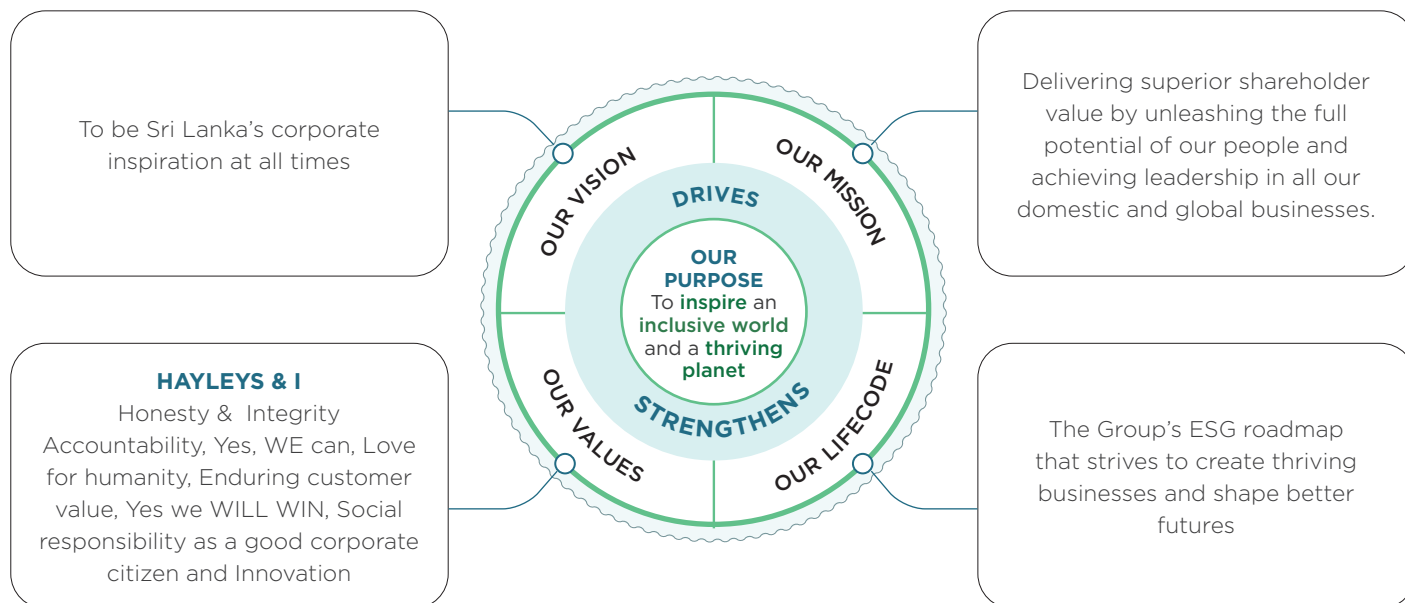 To be Sri Lanka's corporate
inspiration at all times
Delivering superior shareholder
value by unleashing the full
potential of our people and
achieving leadership in all our
domestic and global businesses.
OUR VISION
OUR MISSION
DRIVES
OUR
PURPOSE
To inspire an
inclusive world
and a thriving
planet
STRENGTHENS
OUR VALUES
OUR LIFECODE
HAYLEYS & I
Honesty & Integrity
Accountability, Yes, WE can, Love
for humanity, Enduring customer
value, Yes we WILL WIN, Social
responsibility as a good corporate
citizen and Innovation
The Group's ESG roadmap
that strives to create thriving
businesses and shape better
futures